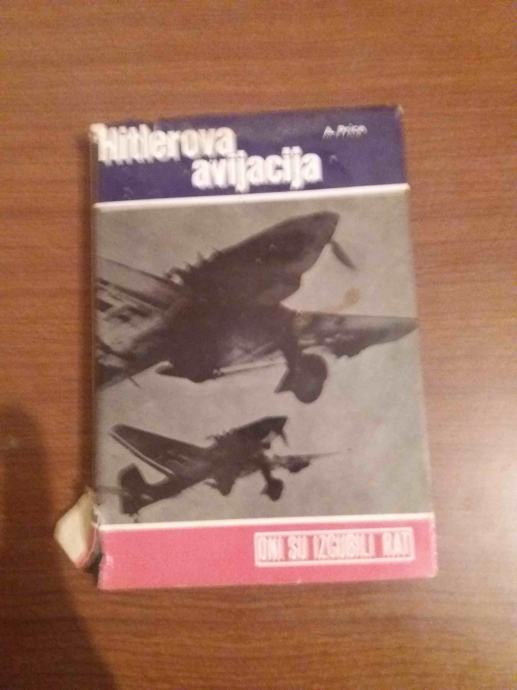 Hitlerova
A. Price
avijacija
ONI SU IZGUBILI RAT